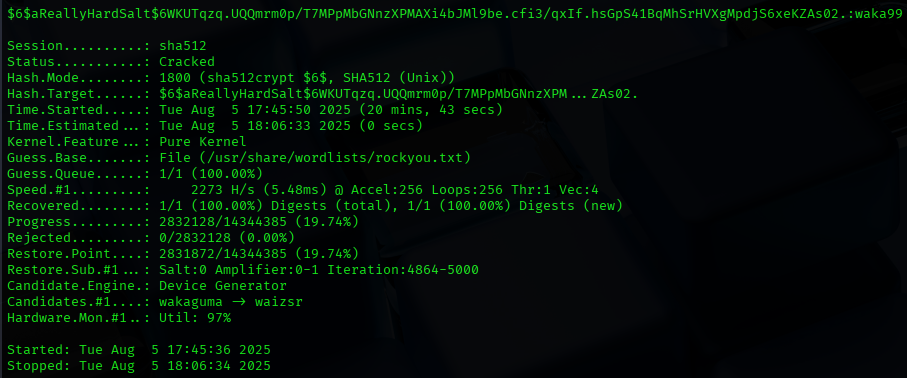 $6$aReallyHardSalt$6WKUTqzq.UQQmrm0p/T7MPpMbGNnzXPMAXi4bJMl9be.cfi3/qxIf.hsGpS41BqMhSrHVXgMpdjS6xeKZAs02.:waka99
Session..........: sha512
Status...........: Cracked
Hash.Mode........: 1800 (sha512crypt $6$, SHA512 (Unix))
Hash.Target......: $6$aReallyHardSalt$6WKUTqzq.UQQmrm0p/T7MPpMbGNnzXPM...ZAs02.
Time.Started.....: Tue Aug  5 17:45:50 2025 (20 mins, 43 secs)
Time.Estimated...: Tue Aug  5 18:06:33 2025 (0 secs)
Kernel.Feature...: Pure Kernel
Guess.Base.......: File (/usr/share/wordlists/rockyou.txt)
Guess.Queue......: 1/1 (100.00%)
Speed.#1.........:     2273 H/s (5.48ms) @ Accel:256 Loops:256 Thr:1 Vec:4
Recovered........: 1/1 (100.00%) Digests (total), 1/1 (100.00%) Digests (new)
Progress.........: 2832128/14344385 (19.74%)
Rejected.........: 0/2832128 (0.00%)
Restore.Point....: 2831872/14344385 (19.74%)
Restore.Sub.#1...: Salt:0 Amplifier:0-1 Iteration:4864-5000
Candidate.Engine.: Device Generator
Candidates.#1....: wakaguma -> waizsr
Hardware.Mon.#1..: Util: 97%
Started: Tue Aug  5 17:45:36 2025
Stopped: Tue Aug  5 18:06:34 2025